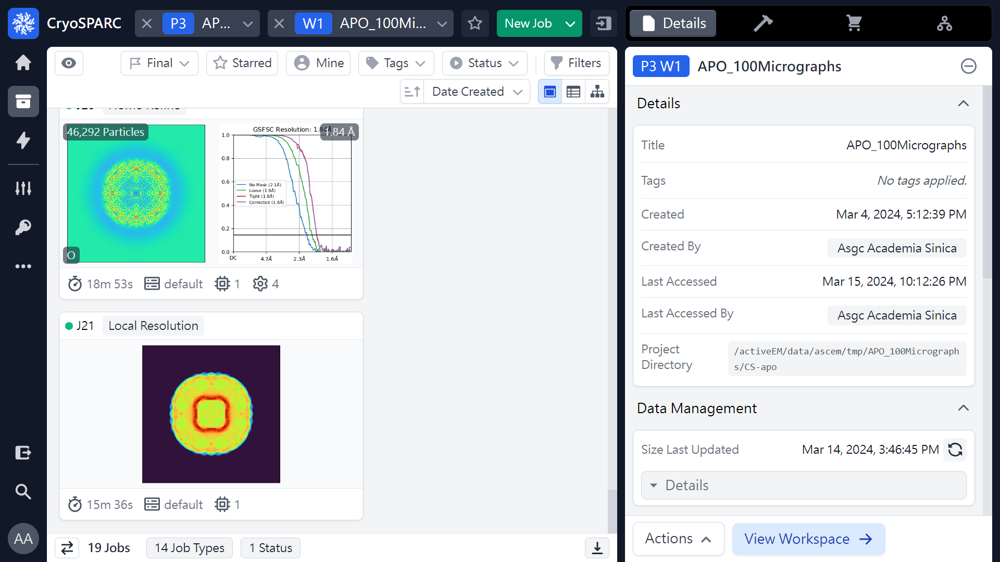 CryoSPARC
P3 AP...
W1 APO_100Mi...
New Job
Details
Final
Starred
Mine
Tags
Status
Filters
Date Created
P3 W1 APO_100Micrographs
46,292 Particles
GSFSC Resolution: 1.84Å
1.84 Å
1.0
0.8
0.6
0.4
0.2
0.0
No Mask (2.1Å)
Loose (1.9Å)
Tight (1.8Å)
Corrected (1.8Å)
DC 4.7Å 2.3Å 1.6Å
O
18m 53s default 1 4
J21 Local Resolution
15m 36s default 1
19 Jobs
14 Job Types
1 Status
AA
Details
Title APO_100Micrographs
Tags No tags applied.
Created Mar 4, 2024, 5:12:39 PM
Created By Asgc Academia Sinica
Last Accessed Mar 15, 2024, 10:12:26 PM
Last Accessed By Asgc Academia Sinica
Project
Directory
/activeEM/data/ascem/tmp/APO_100Micrograph
s/CS-apo
Data Management
Size Last Updated Mar 14, 2024, 3:46:45 PM
Details
Actions
View Workspace